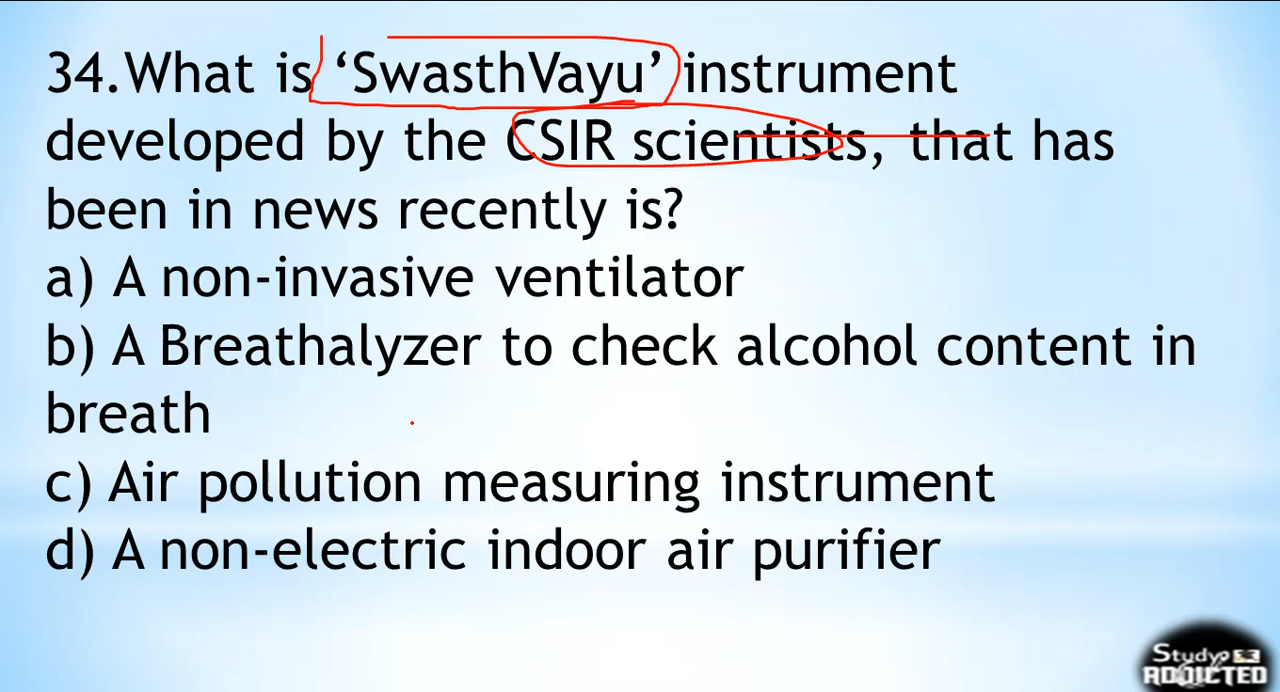 34.What is ‘SwasthVayu’ instrument
developed by the CSIR scientists, that has
been in news recently is?
a) A non-invasive ventilator
b) A Breathalyzer to check alcohol content in
breath
c) Air pollution measuring instrument
d) A non-electric indoor air purifier
Study
ADDICTED